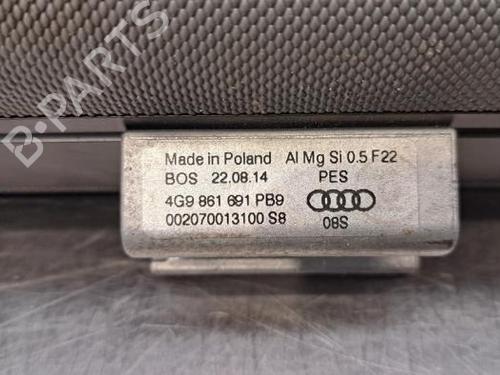 B-PARTS
Made in Poland Al Mg Si 0.5 F22
BOS 22.08.14 PES
4G9 861 691 PB9
002070013100 S8 08S